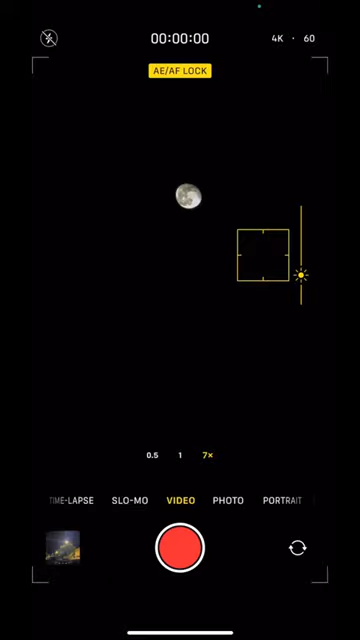 00:00:00
4K · 60
AE/AF LOCK
0.5 1 7×
TIME-LAPSE SLO-MO VIDEO PHOTO PORTRAIT